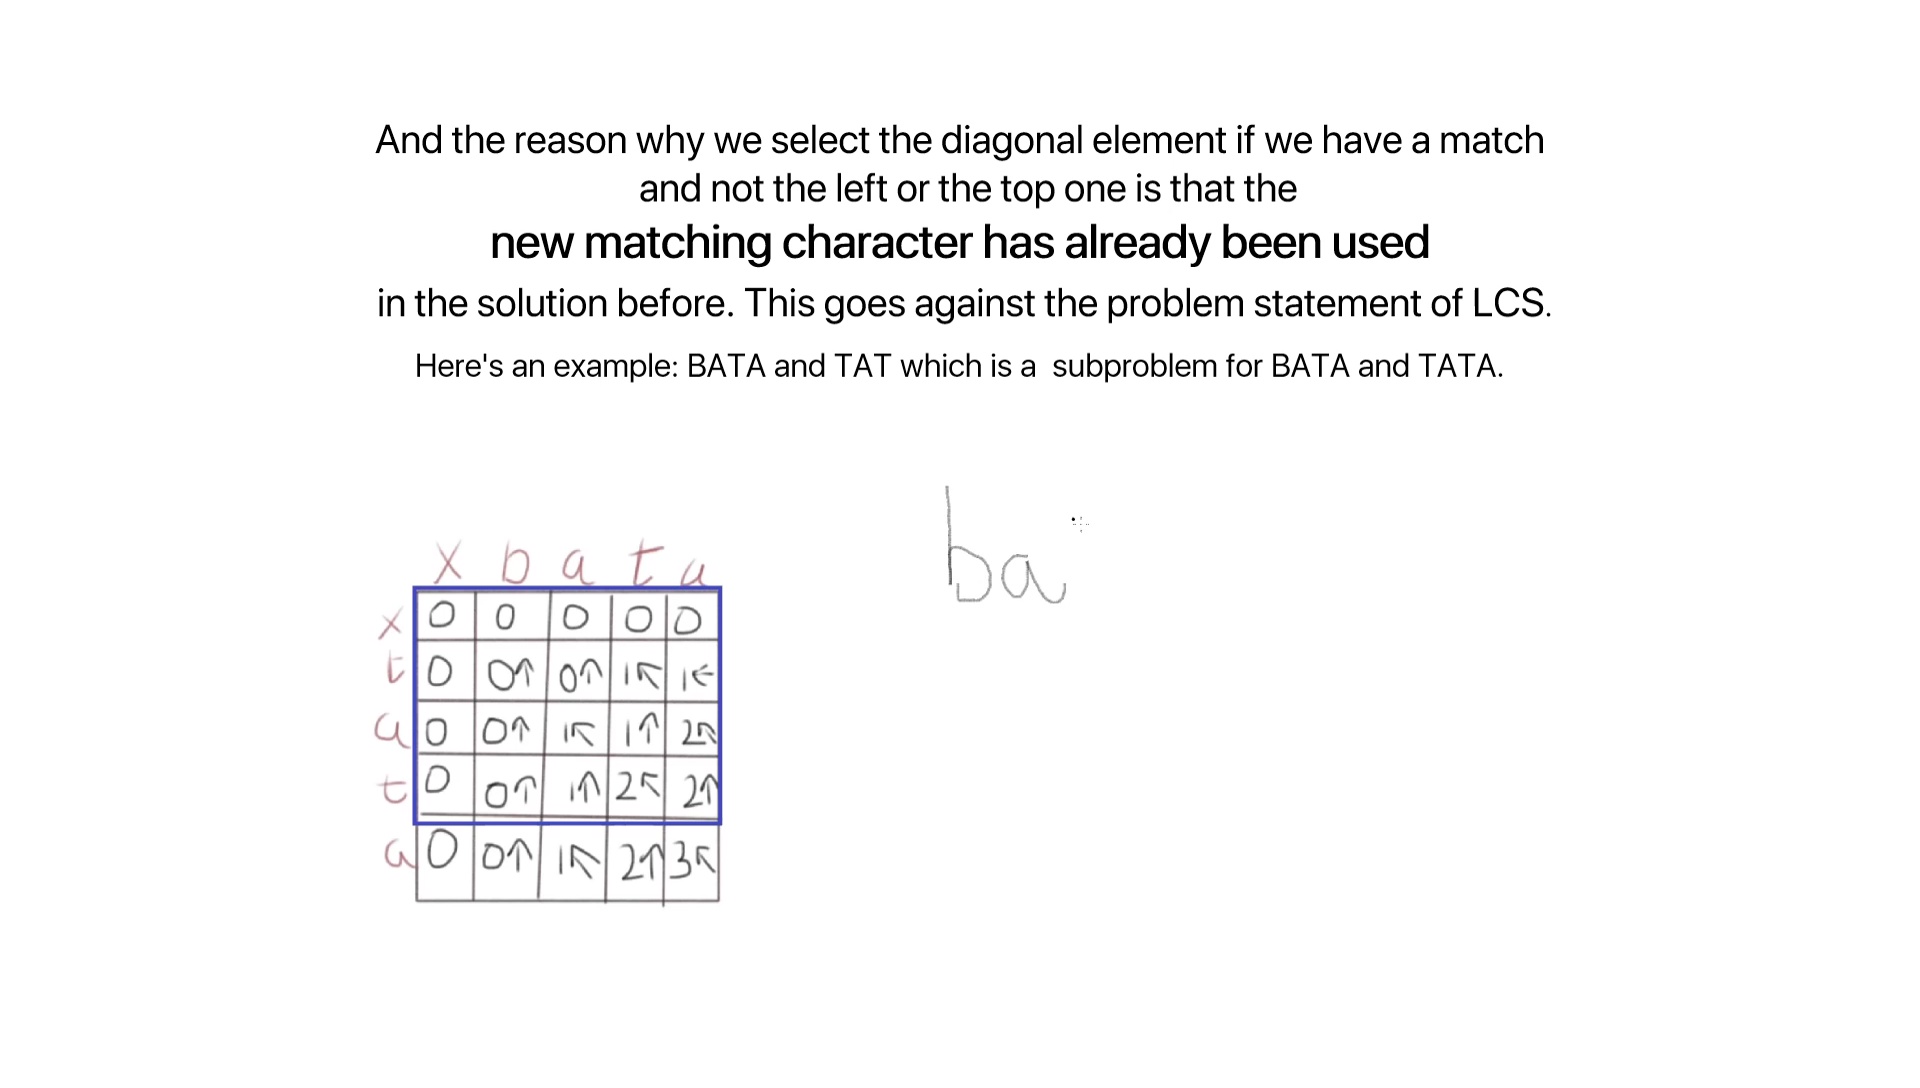 And the reason why we select the diagonal element if we have a match
and not the left or the top one is that the
new matching character has already been used
in the solution before. This goes against the problem statement of LCS.
Here's an example: BATA and TAT which is a subproblem for BATA and TATA.
ba
x b a t a
x 0 0 0 0 0
t 0 0↑ 0↑ 1↖ 1←
a 0 0↑ 1↖ 1↑ 2↖
t 0 0↑ 1↑ 2↖ 2↑
a 0 0↑ 1↖ 2↑ 3↖